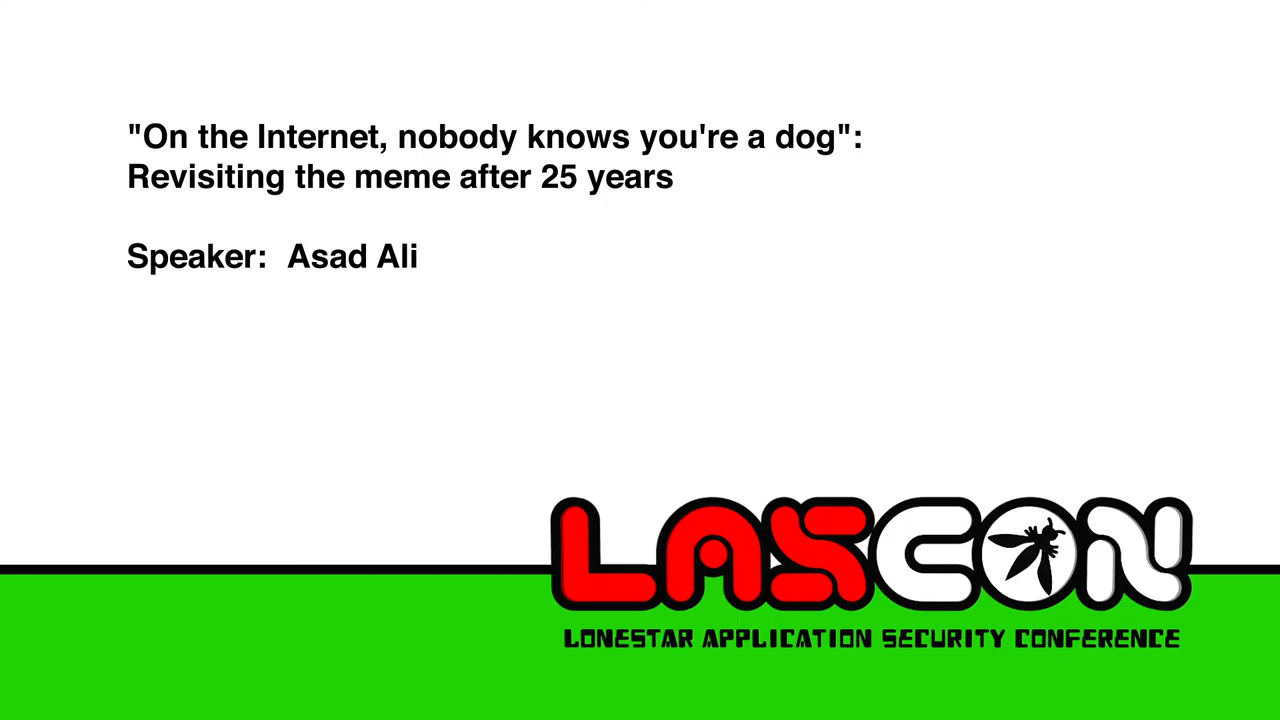 "On the Internet, nobody knows you're a dog":
Revisiting the meme after 25 years
Speaker: Asad Ali
LASCON
LONESTAR APPLICATION SECURITY CONFERENCE